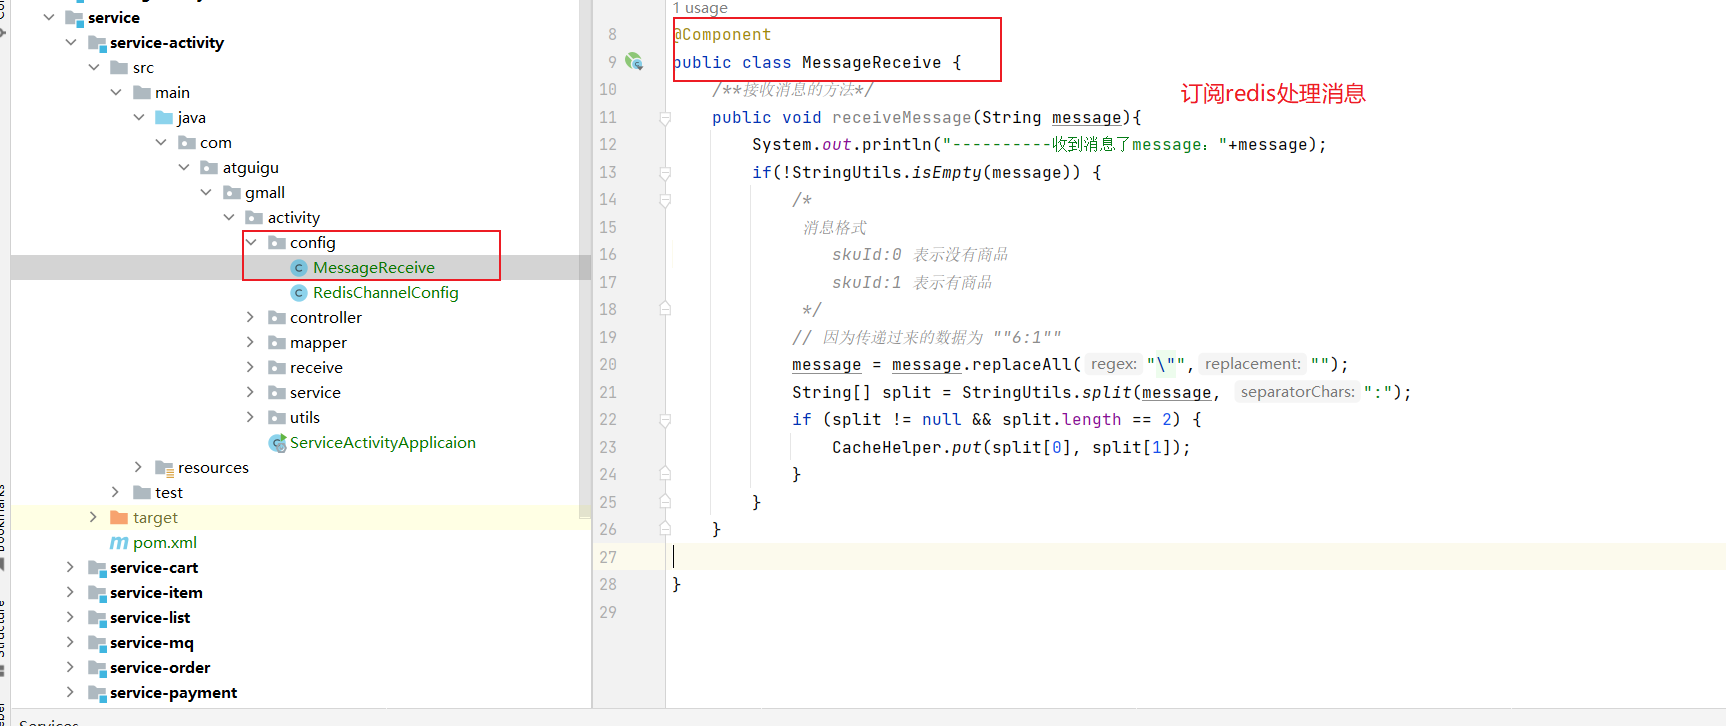 service
service-activity
src
main
java
com
atguigu
gmall
activity
config
MessageReceive
RedisChannelConfig
controller
mapper
receive
service
utils
ServiceActivityApplicaion
resources
test
target
pom.xml
service-cart
service-item
service-list
service-mq
service-order
service-payment
1 usage
8 @Component
9 public class MessageReceive {
10 /**接收消息的方法*/
订阅redis处理消息
11 public void receiveMessage(String message){
12 System.out.println("----------收到消息了message："+message);
13 if(!StringUtils.isEmpty(message)) {
14 /*
15 消息格式
16 skuId:0 表示没有商品
17 skuId:1 表示有商品
18 */
19 // 因为传递过来的数据为 ""6:1""
20 message = message.replaceAll( regex: "\"", replacement: "");
21 String[] split = StringUtils.split(message, separatorChars: ":");
22 if (split != null && split.length == 2) {
23 CacheHelper.put(split[0], split[1]);
24 }
25 }
26 }
27
28 }
29
Structure
Services